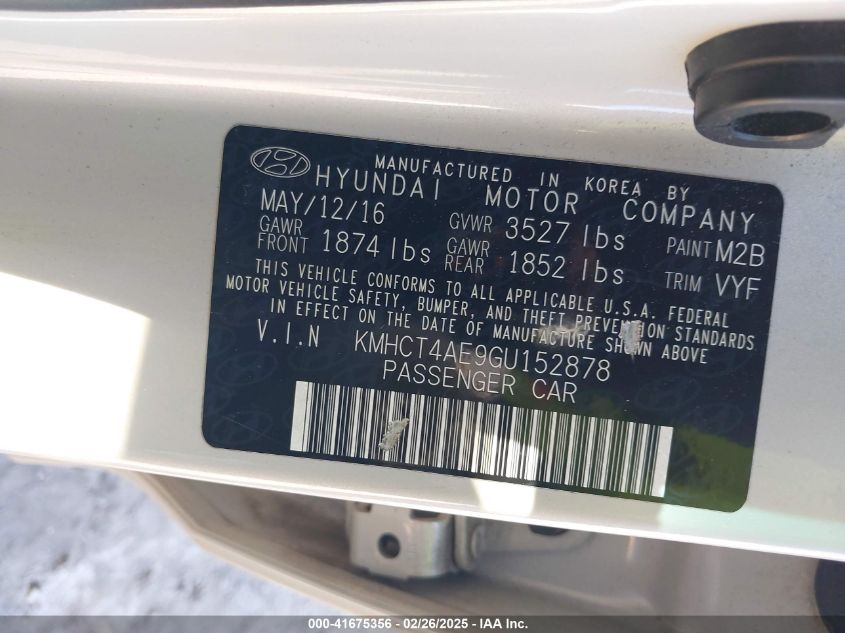 MANUFACTURED IN KOREA BY
HYUNDAI MOTOR COMPANY
MAY/12/16 GVWR 3527 lbs PAINT M2B
GAWR FRONT 1874 lbs GAWR REAR 1852 lbs TRIM VYF
THIS VEHICLE CONFORMS TO ALL APPLICABLE U.S.A. FEDERAL
MOTOR VEHICLE SAFETY, BUMPER, AND THEFT PREVENTION STANDARDS
IN EFFECT ON THE DATE OF MANUFACTURE SHOWN ABOVE
V.I.N KMHCT4AE9GU152878
PASSENGER CAR
000-41675356 - 02/26/2025 - IAA Inc.